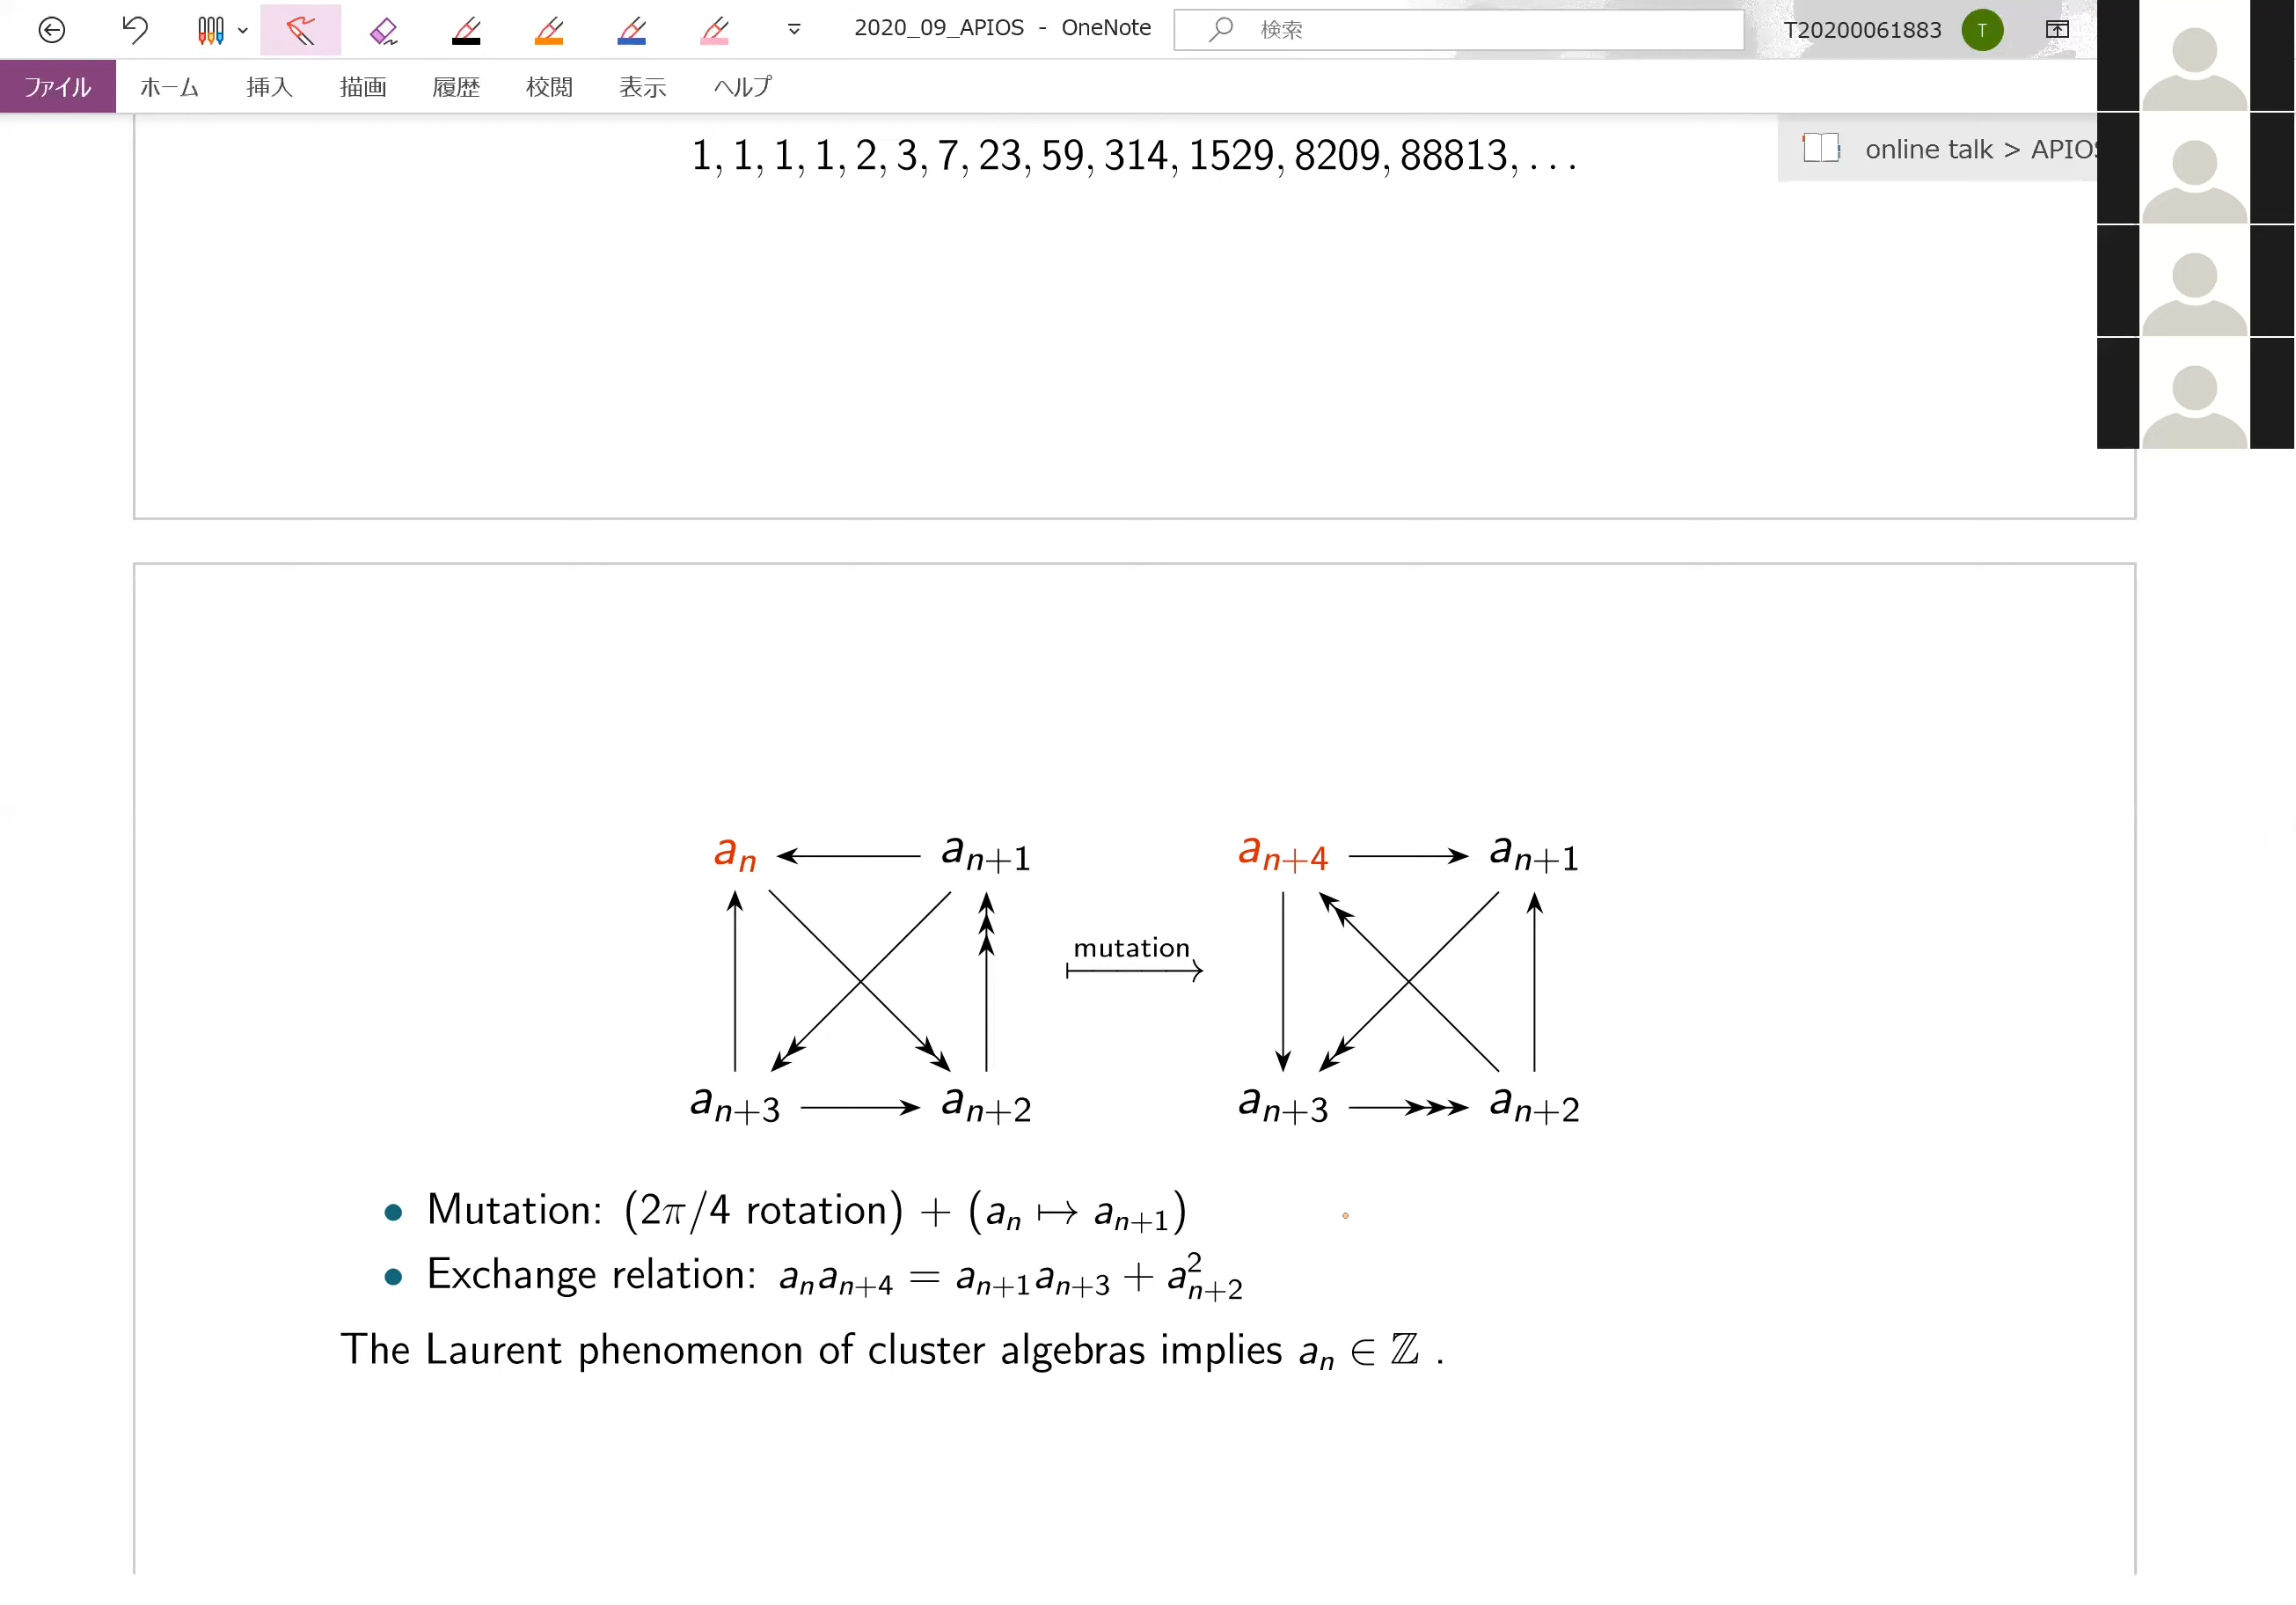 2020_09_APIOS - OneNote
検索
T20200061883
T
ファイル ホーム 挿入 描画 履歴 校閲 表示 ヘルプ
1, 1, 1, 1, 2, 3, 7, 23, 59, 314, 1529, 8209, 88813, . . .
online talk > APIOS
aₙ aₙ₊₁ aₙ₊₄ aₙ₊₁
mutation
aₙ₊₃ aₙ₊₂ aₙ₊₃ aₙ₊₂
• Mutation: (2π/4 rotation) + (aₙ ↦ aₙ₊₁)
• Exchange relation: aₙaₙ₊₄ = aₙ₊₁aₙ₊₃ + a²ₙ₊₂
The Laurent phenomenon of cluster algebras implies aₙ ∈ ℤ .